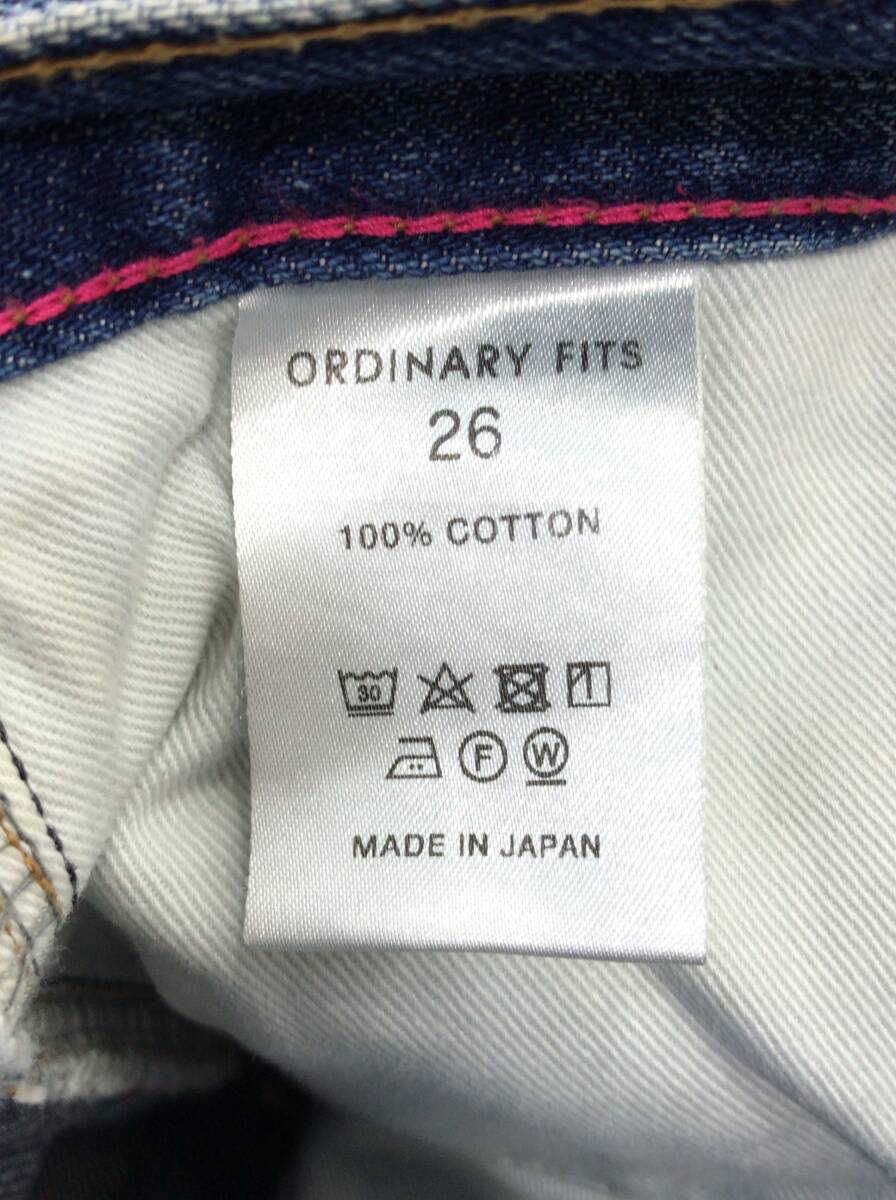 ORDINARY FITS
26
100% COTTON
30
F W
MADE IN JAPAN